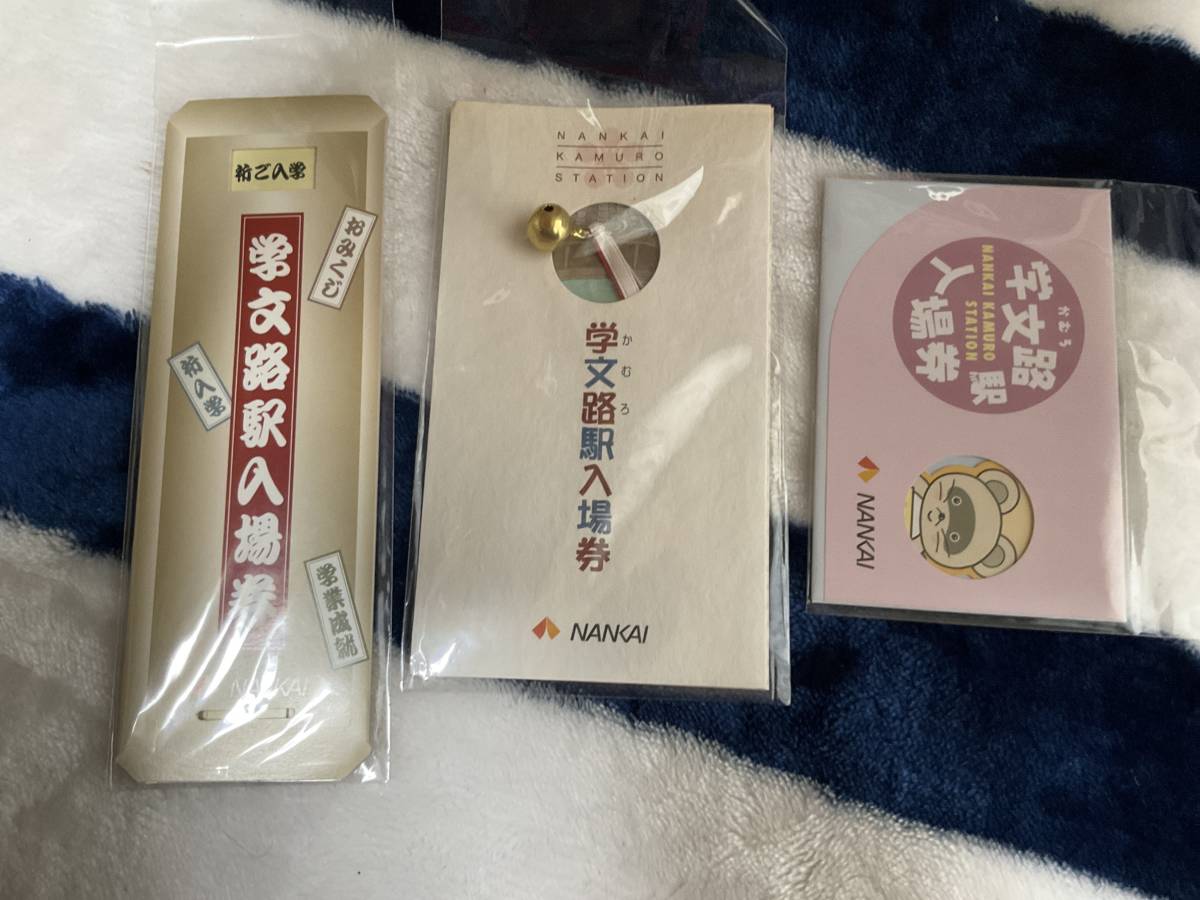 祈ご入学
おみくじ
学文路駅入場券
祈入学
学業成就
NANKAI
NANKAI
KAMURO
STATION
学文路駅入場券
かむろ
NANKAI
学文路駅
かむろ
NANKAI KAMURO
STATION
入場券
NANKAI